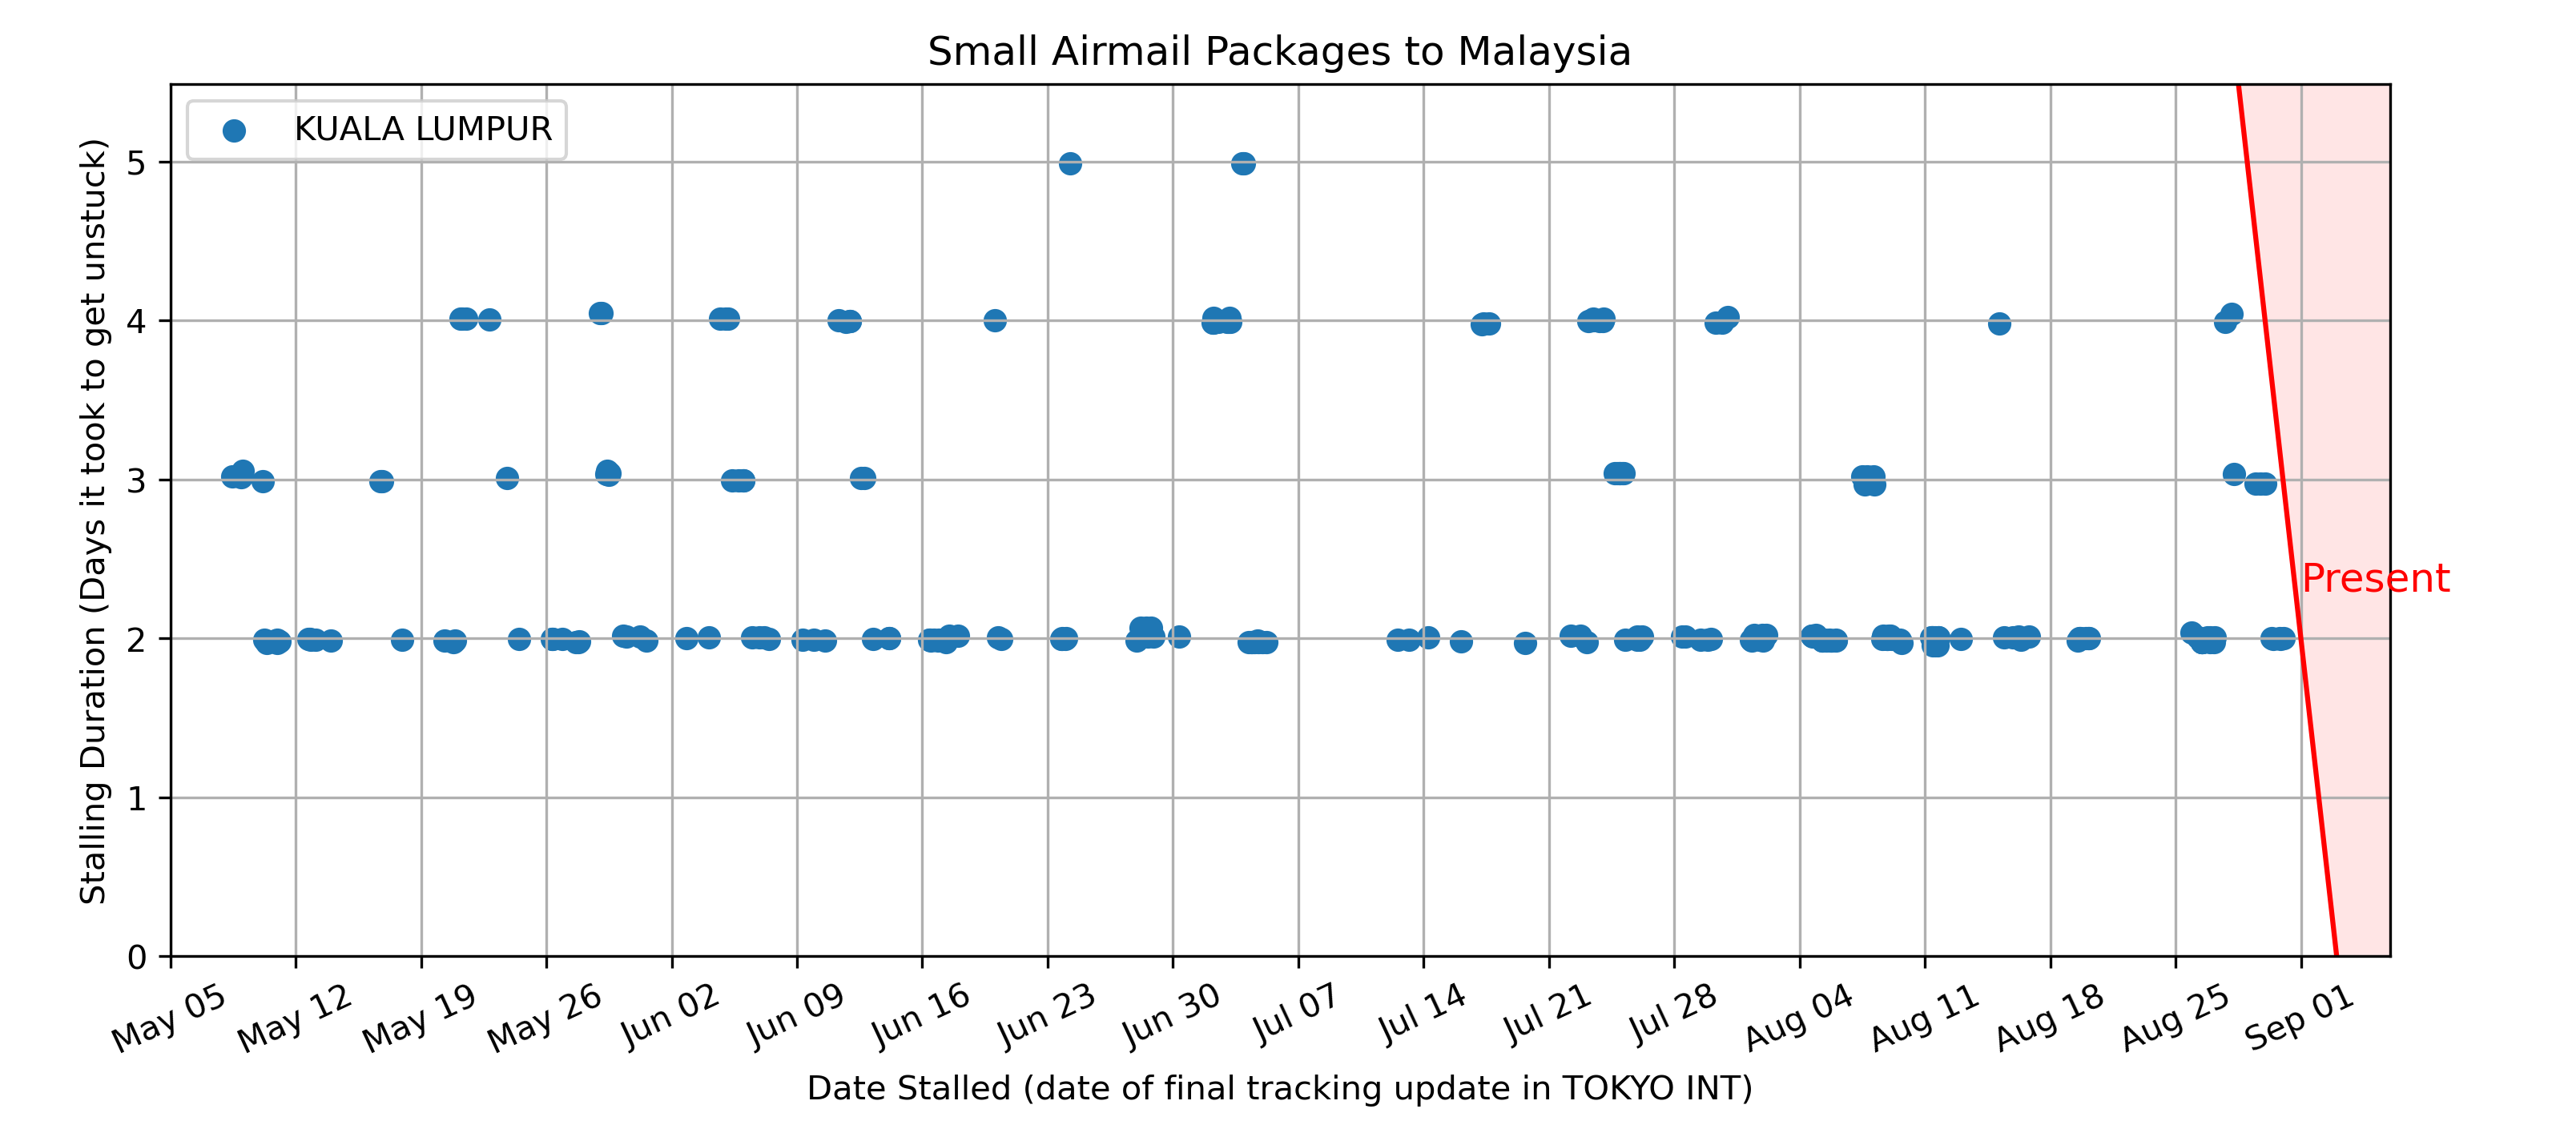 Small Airmail Packages to Malaysia
KUALA LUMPUR
Stalling Duration (Days it took to get unstuck)
5
4
3
2
1
0
Present
May 05
May 12
May 19
May 26
Jun 02
Jun 09
Jun 16
Jun 23
Jun 30
Jul 07
Jul 14
Jul 21
Jul 28
Aug 04
Aug 11
Aug 18
Aug 25
Sep 01
Date Stalled (date of final tracking update in TOKYO INT)